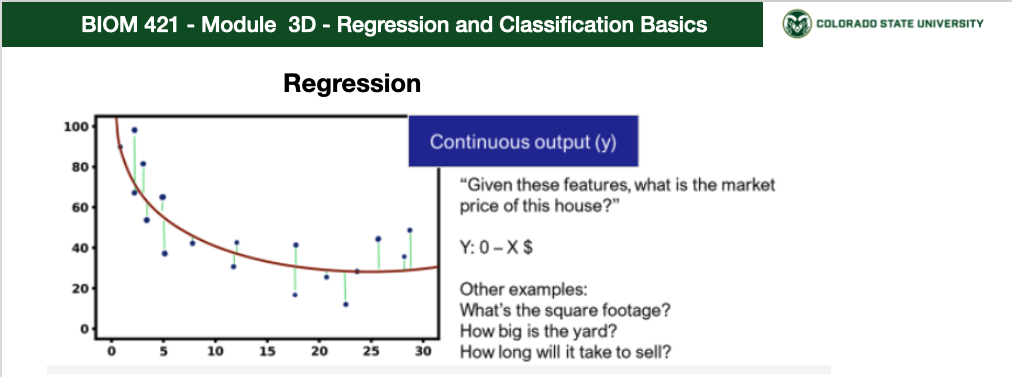 BIOM 421 - Module 3D - Regression and Classification Basics
COLORADO STATE UNIVERSITY
Regression
Continuous output (y)
“Given these features, what is the market
price of this house?”
Y: 0 – X $
Other examples:
What’s the square footage?
How big is the yard?
How long will it take to sell?
100
80
60
40
20
0
0 5 10 15 20 25 30